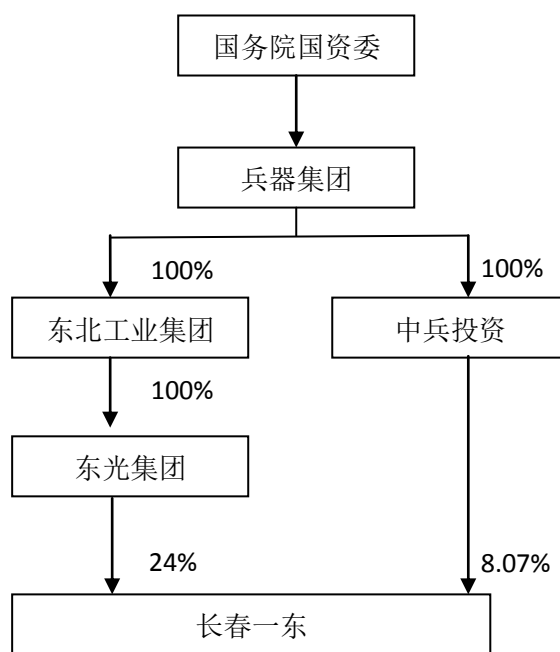 国务院国资委
兵器集团
100%
100%
东北工业集团
中兵投资
100%
东光集团
24%
8.07%
长春一东